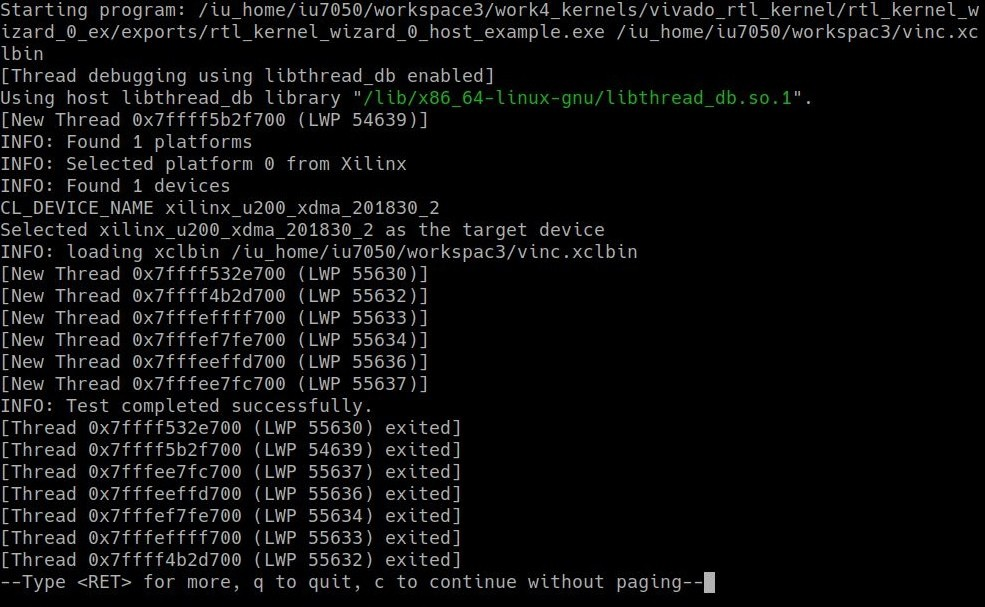 Starting program: /iu_home/iu7050/workspace3/work4_kernels/vivado_rtl_kernel/rtl_kernel_w
izard_0_ex/exports/rtl_kernel_wizard_0_host_example.exe /iu_home/iu7050/workspac3/vinc.xc
lbin
[Thread debugging using libthread_db enabled]
Using host libthread_db library "/lib/x86_64-linux-gnu/libthread_db.so.1".
[New Thread 0x7ffff5b2f700 (LWP 54639)]
INFO: Found 1 platforms
INFO: Selected platform 0 from Xilinx
INFO: Found 1 devices
CL_DEVICE_NAME xilinx_u200_xdma_201830_2
Selected xilinx_u200_xdma_201830_2 as the target device
INFO: loading xclbin /iu_home/iu7050/workspac3/vinc.xclbin
[New Thread 0x7ffff532e700 (LWP 55630)]
[New Thread 0x7ffff4b2d700 (LWP 55632)]
[New Thread 0x7fffeffff700 (LWP 55633)]
[New Thread 0x7fffef7fe700 (LWP 55634)]
[New Thread 0x7fffeeffd700 (LWP 55636)]
[New Thread 0x7fffee7fc700 (LWP 55637)]
INFO: Test completed successfully.
[Thread 0x7ffff532e700 (LWP 55630) exited]
[Thread 0x7ffff5b2f700 (LWP 54639) exited]
[Thread 0x7fffee7fc700 (LWP 55637) exited]
[Thread 0x7fffeeffd700 (LWP 55636) exited]
[Thread 0x7fffef7fe700 (LWP 55634) exited]
[Thread 0x7fffeffff700 (LWP 55633) exited]
[Thread 0x7ffff4b2d700 (LWP 55632) exited]
--Type <RET> for more, q to quit, c to continue without paging--